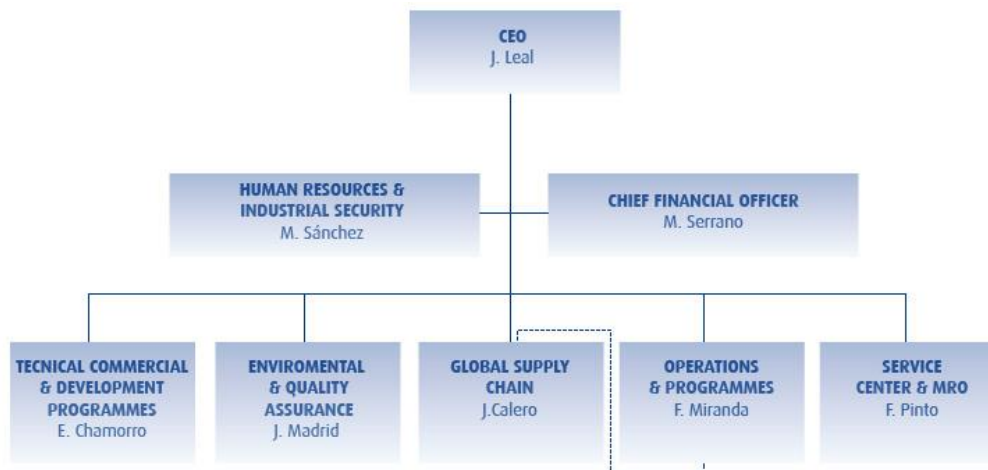 CEO
J. Leal
HUMAN RESOURCES &
INDUSTRIAL SECURITY
M. Sánchez
CHIEF FINANCIAL OFFICER
M. Serrano
TECNICAL COMMERCIAL
& DEVELOPMENT
PROGRAMMES
E. Chamorro
ENVIROMENTAL
& QUALITY
ASSURANCE
J. Madrid
GLOBAL SUPPLY
CHAIN
J.Calero
OPERATIONS
& PROGRAMMES
F. Miranda
SERVICE
CENTER & MRO
F. Pinto